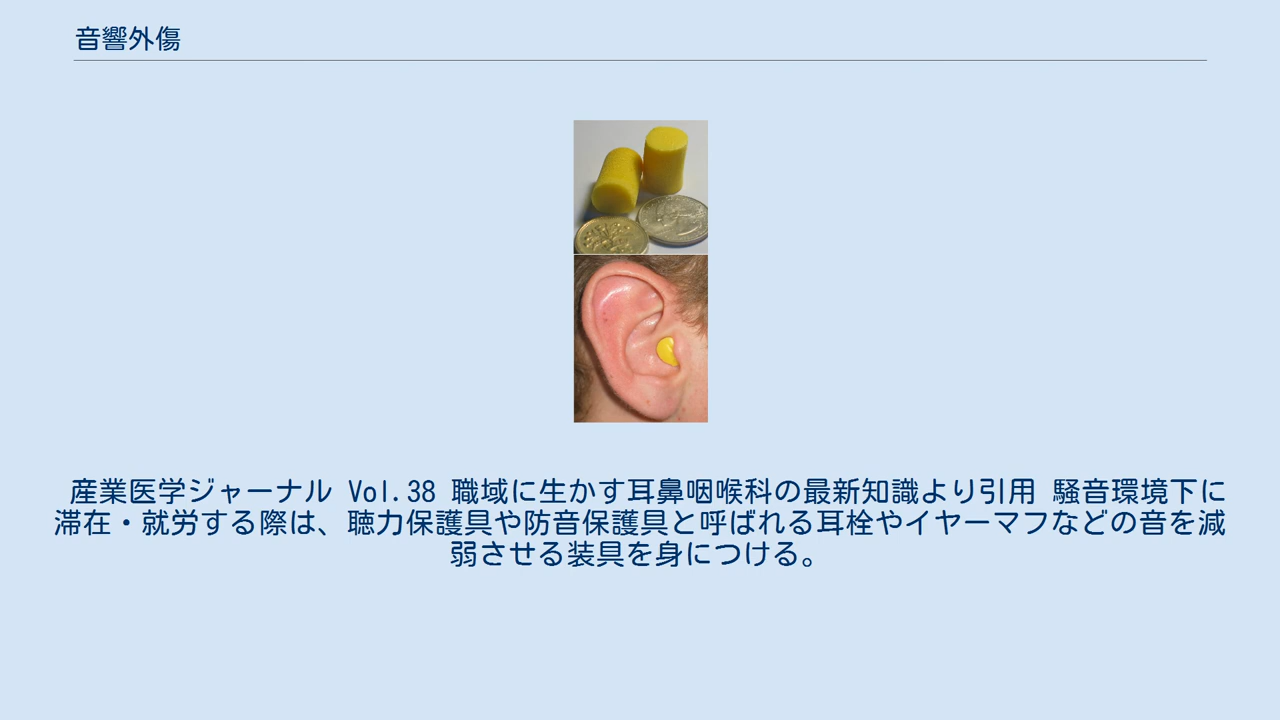 音響外傷
産業医学ジャーナル Vol.38 職域に生かす耳鼻咽喉科の最新知識より引用 騒音環境下に
滞在・就労する際は、聴力保護具や防音保護具と呼ばれる耳栓やイヤーマフなどの音を減
弱させる装具を身につける。